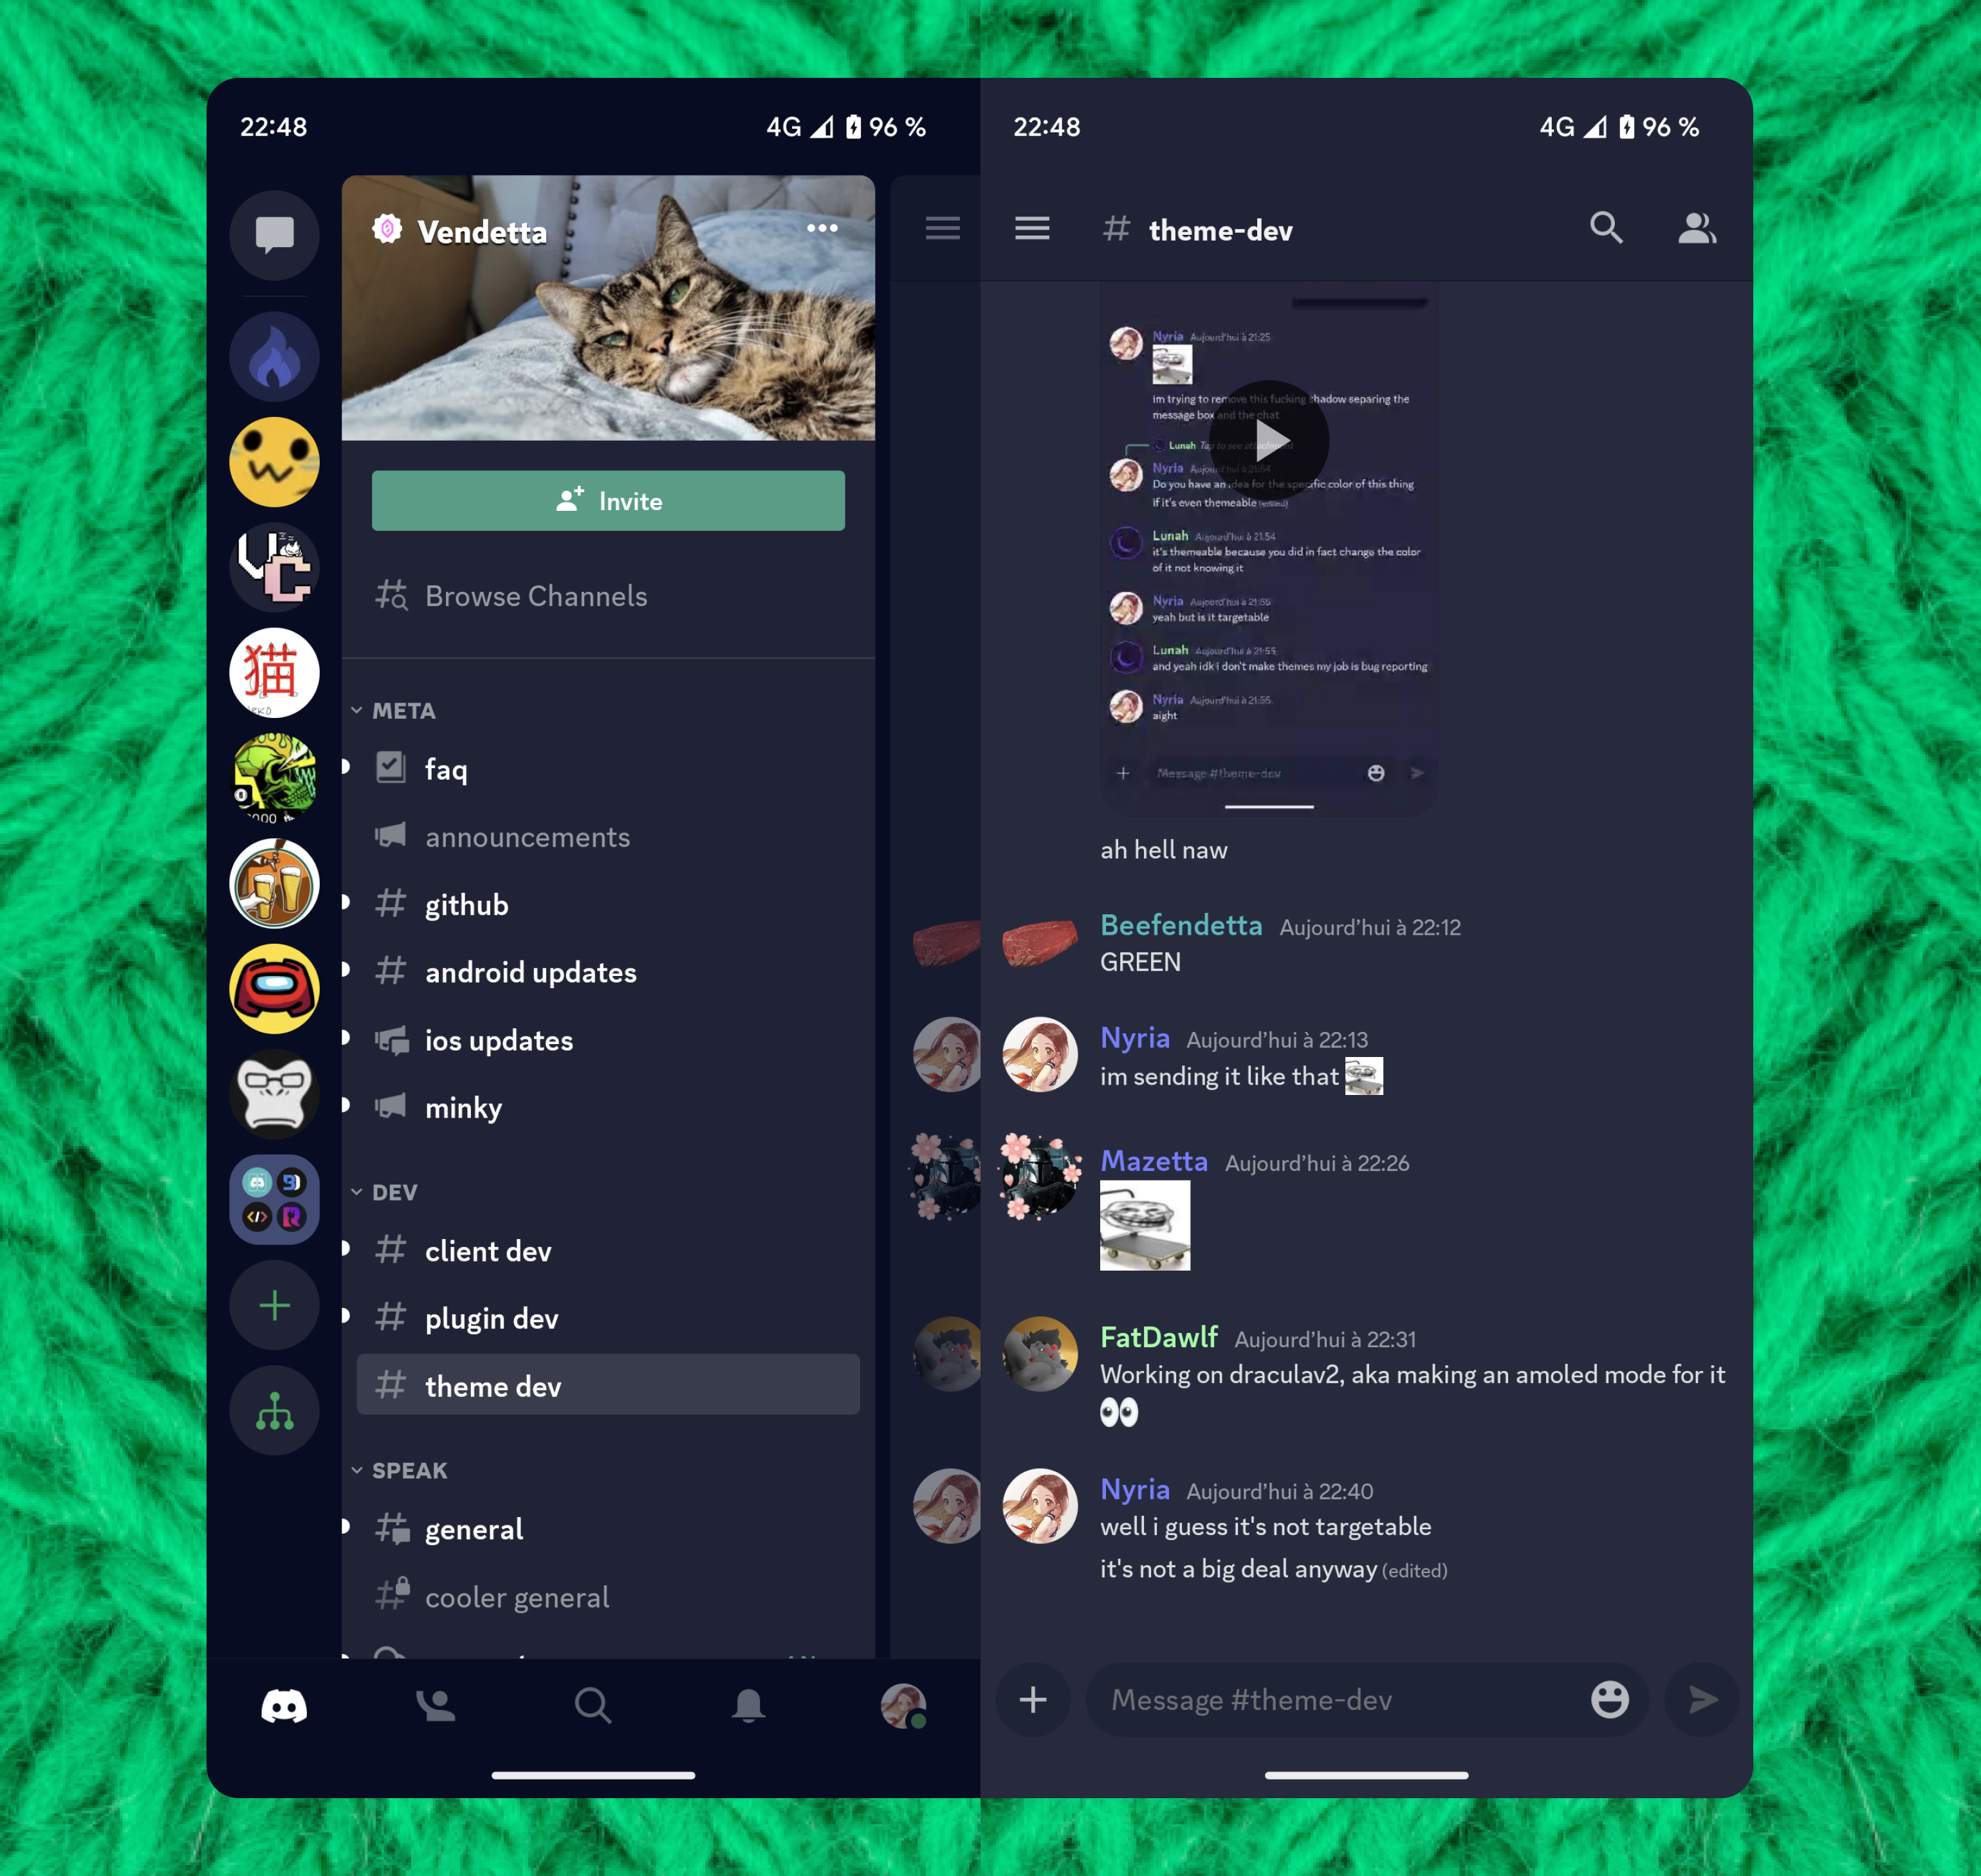 22:48
4G 96 %
Vendetta
Invite
Browse Channels
META
faq
announcements
github
android updates
ios updates
minky
DEV
client dev
plugin dev
theme dev
SPEAK
general
cooler general
VC
猫
22:48
4G 96 %
# theme-dev
Nyria Aujourd'hui à 21:25
im trying to remove this fucking shadow separing the
message box and the chat
Lunah Tap to see attachment
Nyria Aujourd'hui à 21:54
Do you have an idea for the specific color of this thing
if it's even themeable (edited)
Lunah Aujourd'hui à 21:54
it's themeable because you did in fact change the color
of it not knowing it
Nyria Aujourd'hui à 21:55
yeah but is it targetable
Lunah Aujourd'hui à 21:55
and yeah idk i don't make themes my job is bug reporting
Nyria Aujourd'hui à 21:55
aight
Message #theme-dev
ah hell naw
Beefendetta Aujourd’hui à 22:12
GREEN
Nyria Aujourd’hui à 22:13
im sending it like that
Mazetta Aujourd’hui à 22:26
FatDawlf Aujourd’hui à 22:31
Working on draculav2, aka making an amoled mode for it
Nyria Aujourd’hui à 22:40
well i guess it's not targetable
it's not a big deal anyway (edited)
Message #theme-dev